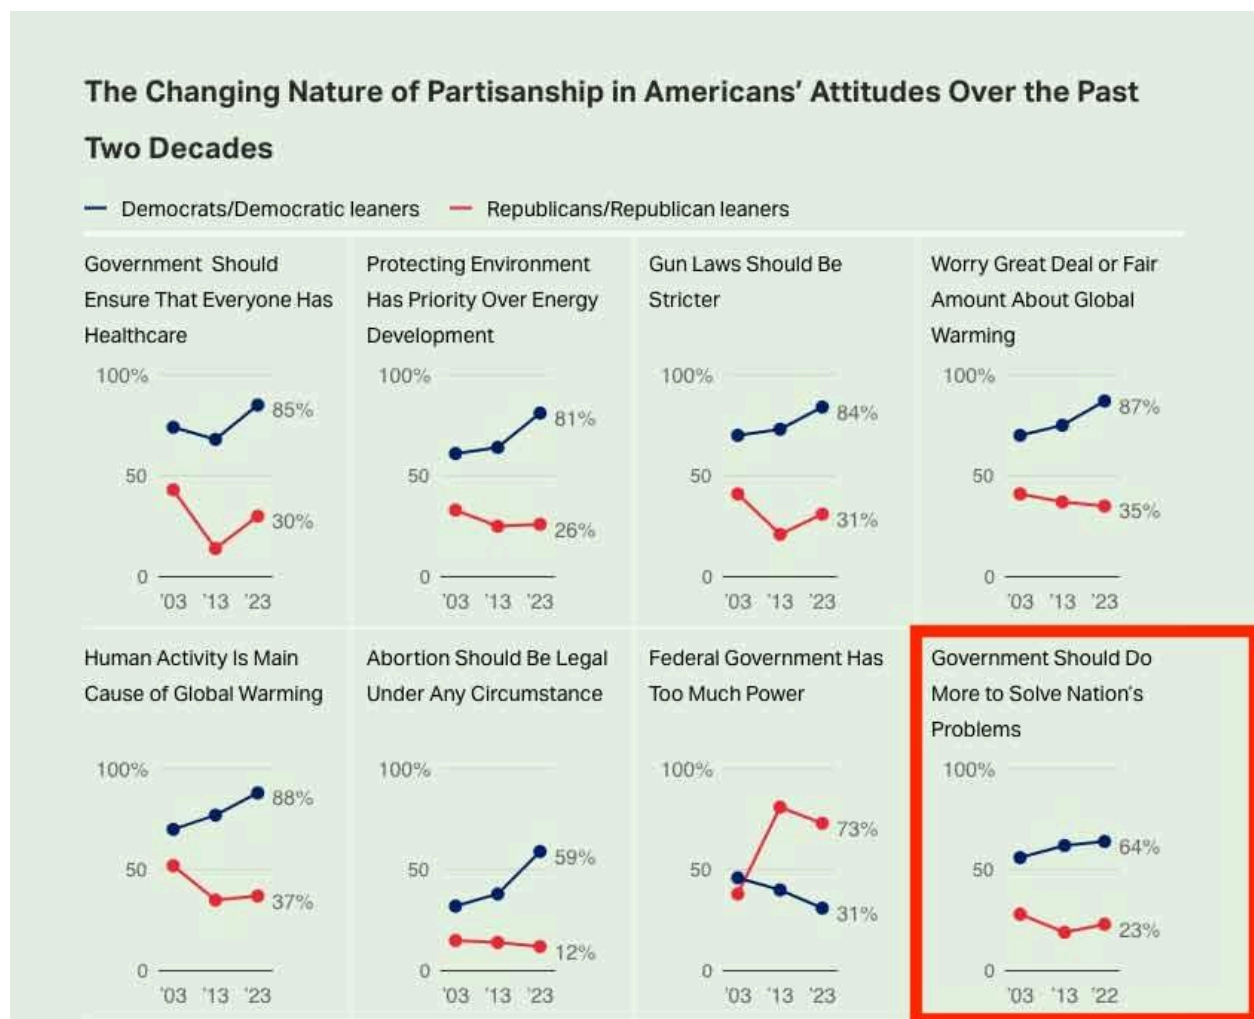 The Changing Nature of Partisanship in Americans’ Attitudes Over the Past
Two Decades
Democrats/Democratic leaners
Republicans/Republican leaners
Government Should
Ensure That Everyone Has
Healthcare
100%
50
0
85%
30%
'03 '13 '23
Protecting Environment
Has Priority Over Energy
Development
100%
50
0
81%
26%
'03 '13 '23
Gun Laws Should Be
Stricter
100%
50
0
84%
31%
'03 '13 '23
Worry Great Deal or Fair
Amount About Global
Warming
100%
50
0
87%
35%
'03 '13 '23
Human Activity Is Main
Cause of Global Warming
100%
50
0
88%
37%
'03 '13 '23
Abortion Should Be Legal
Under Any Circumstance
100%
50
0
59%
12%
'03 '13 '23
Federal Government Has
Too Much Power
100%
50
0
73%
31%
'03 '13 '23
Government Should Do
More to Solve Nation's
Problems
100%
50
0
64%
23%
'03 '13 '22